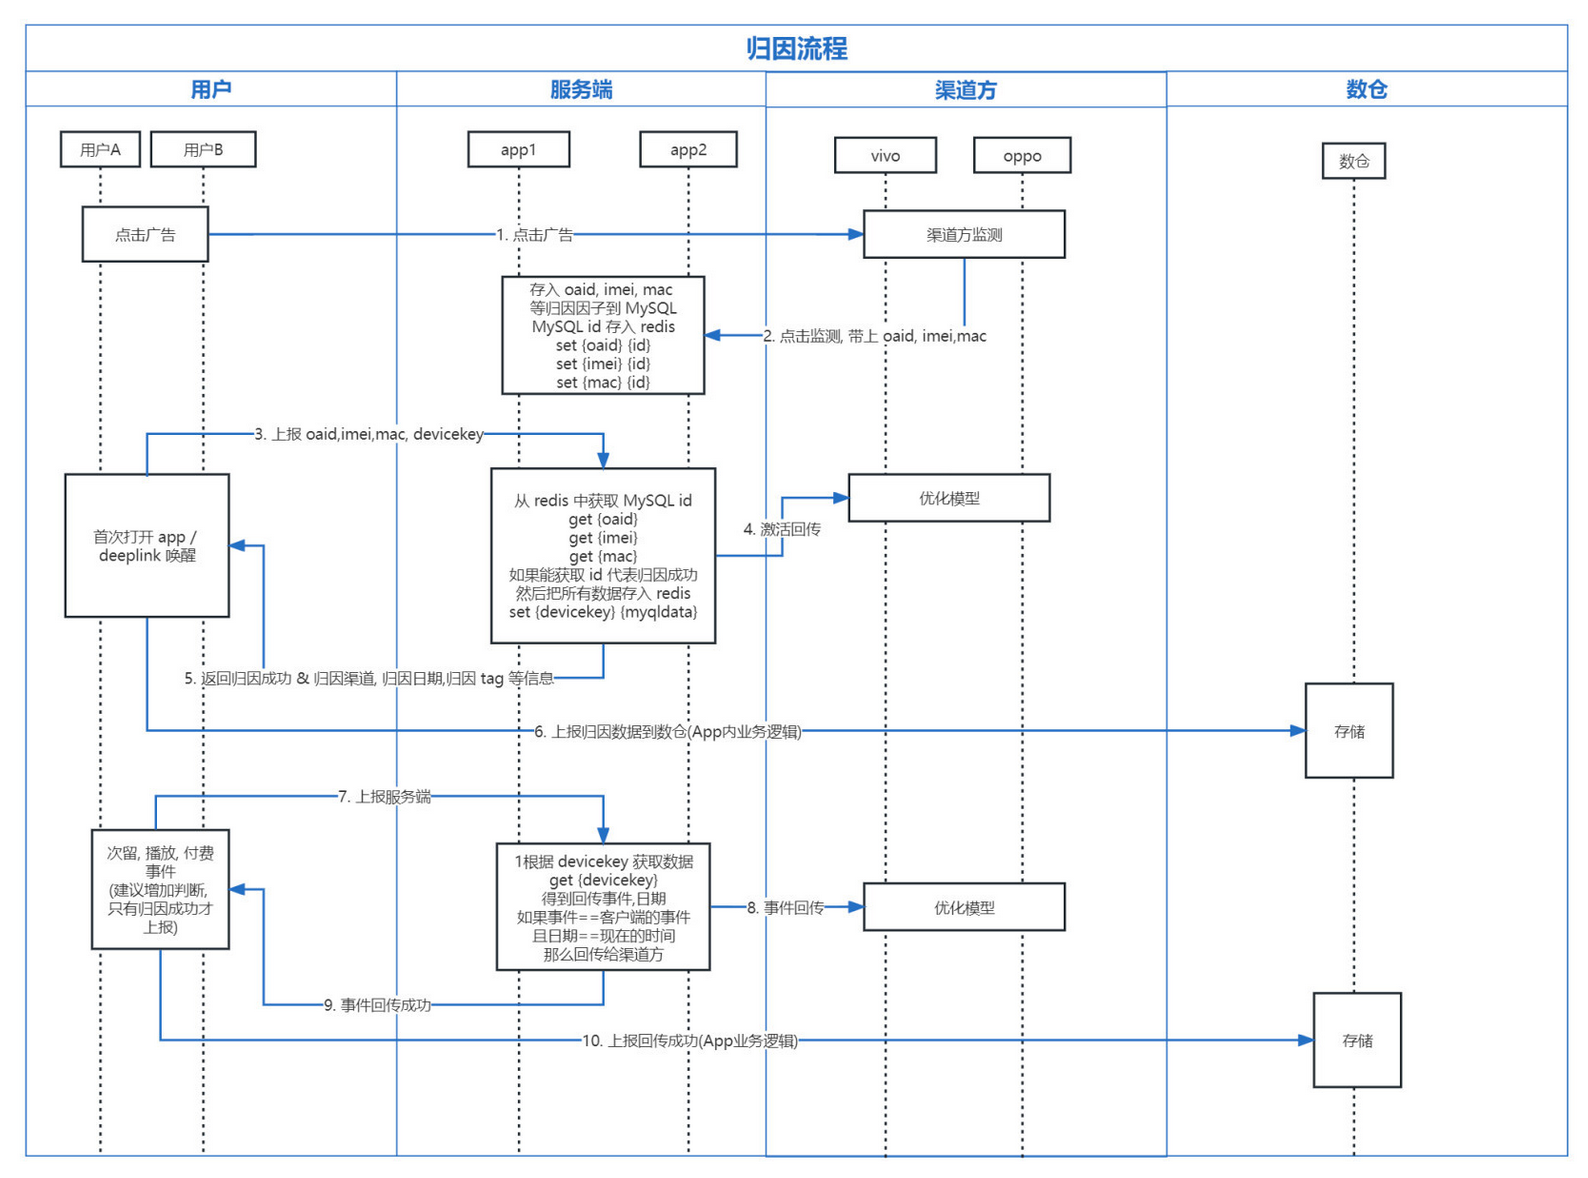 归因流程
用户
服务端
渠道方
数仓
用户A
用户B
app1
app2
vivo
oppo
数仓
点击广告
1. 点击广告
渠道方监测
存入 oaid, imei, mac
等归因因子到 MySQL
MySQL id 存入 redis
set {oaid} {id}
set {imei} {id}
set {mac} {id}
2. 点击监测, 带上 oaid, imei,mac
3. 上报 oaid,imei,mac, devicekey
首次打开 app /
deeplink 唤醒
从 redis 中获取 MySQL id
get {oaid}
get {imei}
get {mac}
如果能获取 id 代表归因成功
然后把所有数据存入 redis
set {devicekey} {myqldata}
4. 激活回传
优化模型
5. 返回归因成功 & 归因渠道, 归因日期,归因 tag 等信息
6. 上报归因数据到数仓(App内业务逻辑)
存储
7. 上报服务端
次留, 播放, 付费
事件
(建议增加判断,
只有归因成功才
上报)
1根据 devicekey 获取数据
get {devicekey}
得到回传事件,日期
如果事件==客户端的事件
且日期==现在的时间
那么回传给渠道方
8. 事件回传
优化模型
9. 事件回传成功
10. 上报回传成功(App业务逻辑)
存储